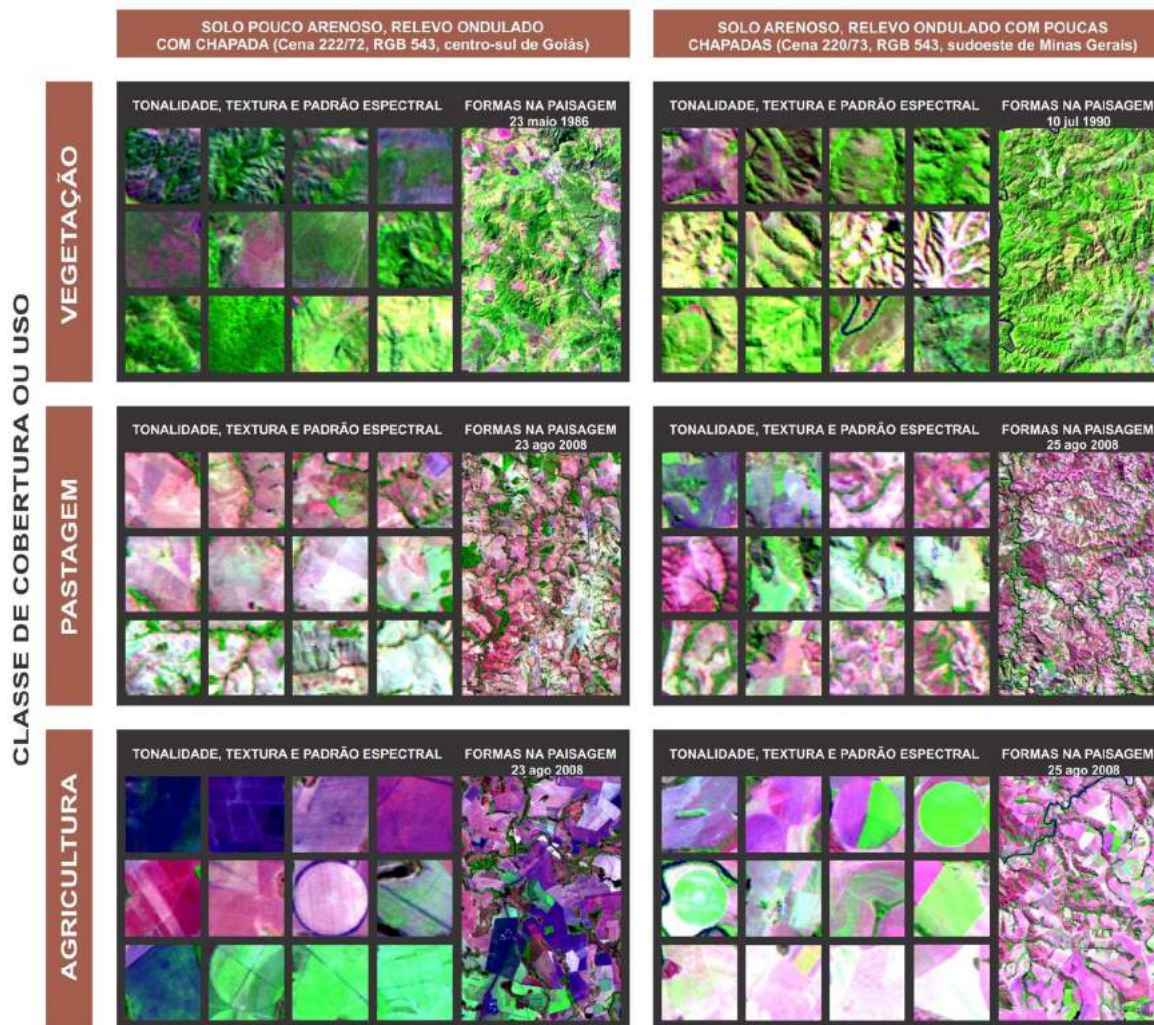 SOLO POUCO ARENOSO, RELEVO ONDULADO
COM CHAPADA (Cena 222/72, RGB 543, centro-sul de Goiás)
SOLO ARENOSO, RELEVO ONDULADO COM POUCAS
CHAPADAS (Cena 220/73, RGB 543, sudoeste de Minas Gerais)
CLASSE DE COBERTURA OU USO
VEGETAÇÃO
TONALIDADE, TEXTURA E PADRÃO ESPECTRAL
FORMAS NA PAISAGEM
23 maio 1986
TONALIDADE, TEXTURA E PADRÃO ESPECTRAL
FORMAS NA PAISAGEM
10 jul 1990
PASTAGEM
TONALIDADE, TEXTURA E PADRÃO ESPECTRAL
FORMAS NA PAISAGEM
23 ago 2008
TONALIDADE, TEXTURA E PADRÃO ESPECTRAL
FORMAS NA PAISAGEM
25 ago 2008
AGRICULTURA
TONALIDADE, TEXTURA E PADRÃO ESPECTRAL
FORMAS NA PAISAGEM
23 ago 2008
TONALIDADE, TEXTURA E PADRÃO ESPECTRAL
FORMAS NA PAISAGEM
25 ago 2008